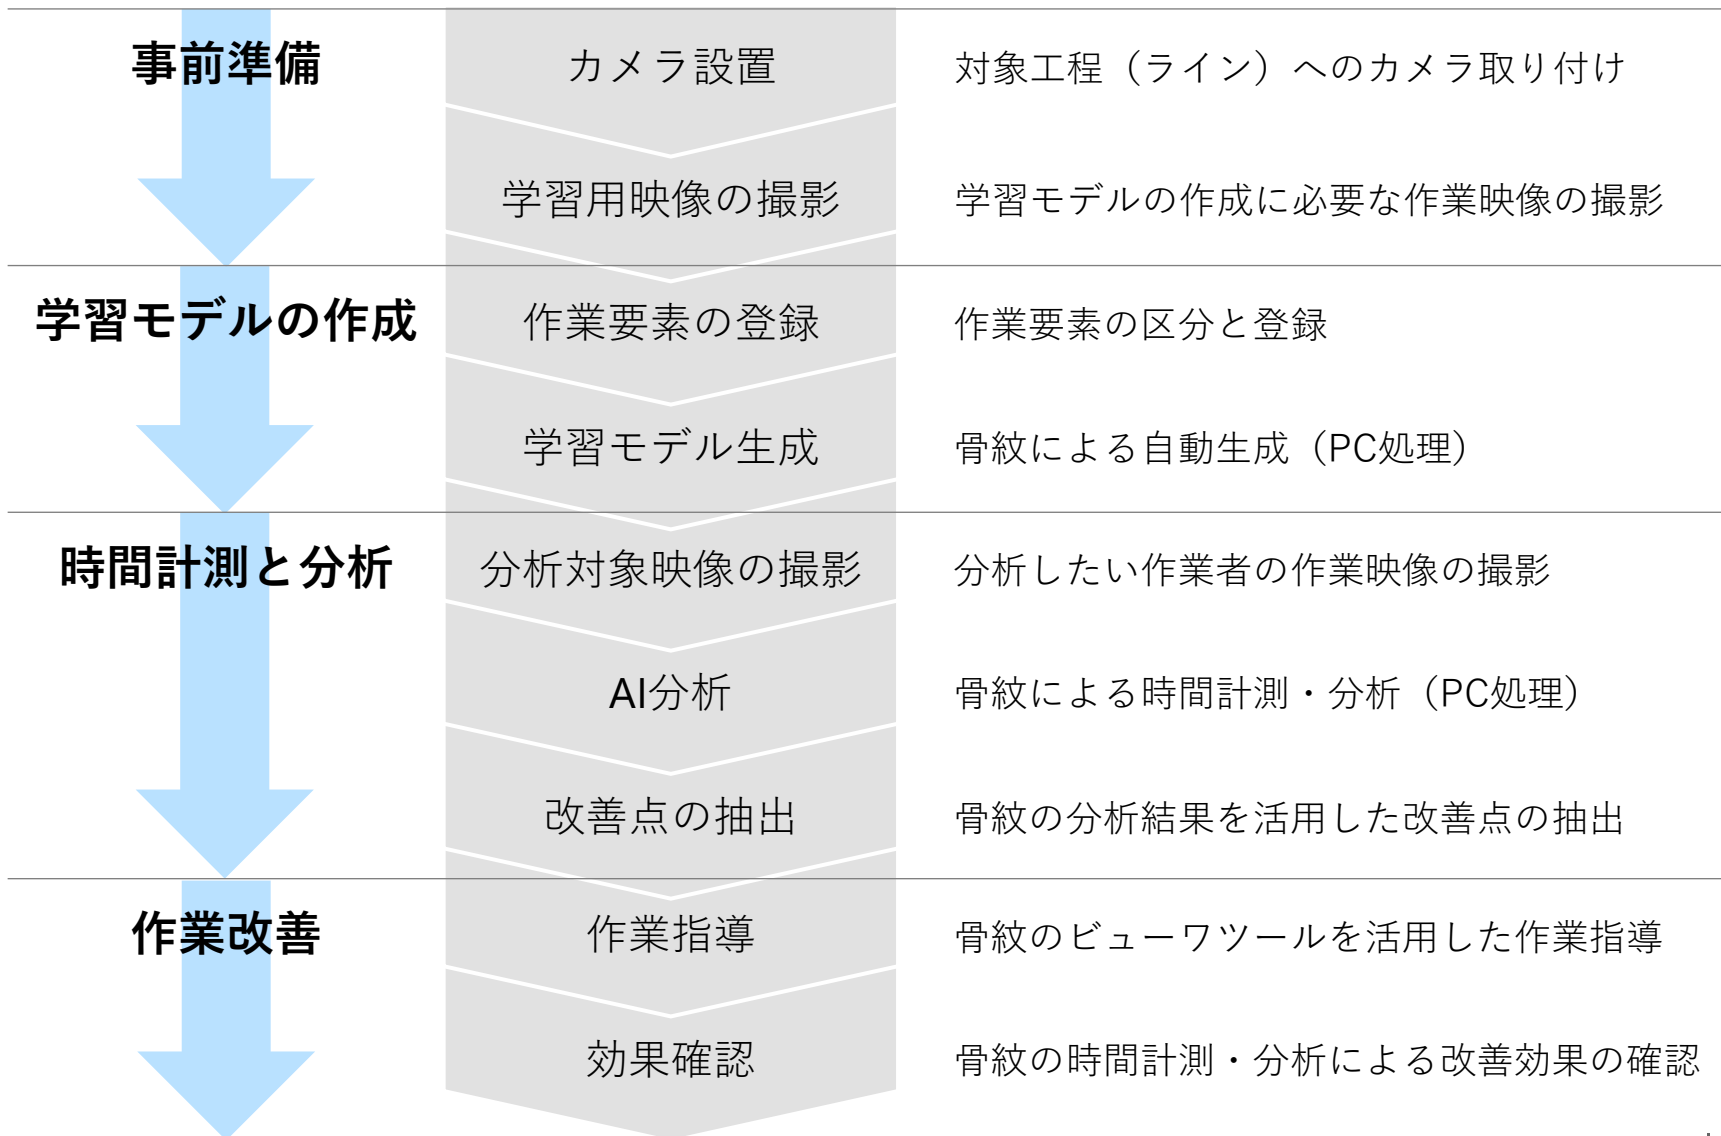 事前準備
カメラ設置
対象工程（ライン）へのカメラ取り付け
学習用映像の撮影
学習モデルの作成に必要な作業映像の撮影
学習モデルの作成
作業要素の登録
作業要素の区分と登録
学習モデル生成
骨紋による自動生成（PC処理）
時間計測と分析
分析対象映像の撮影
分析したい作業者の作業映像の撮影
AI分析
骨紋による時間計測・分析（PC処理）
改善点の抽出
骨紋の分析結果を活用した改善点の抽出
作業改善
作業指導
骨紋のビューワツールを活用した作業指導
効果確認
骨紋の時間計測・分析による改善効果の確認